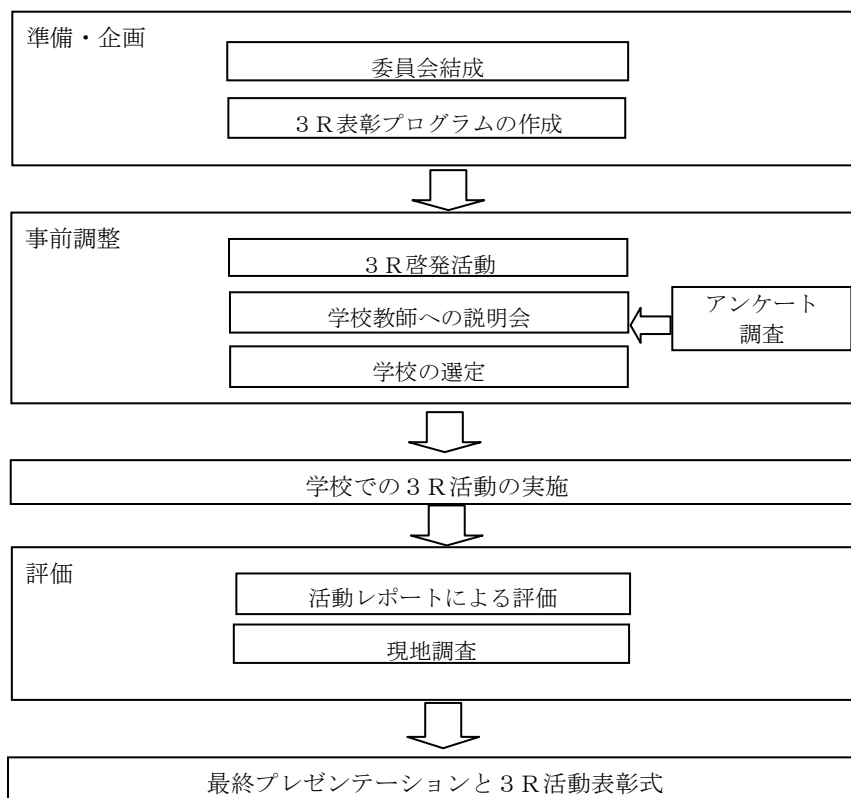 準備・企画
委員会結成
３Ｒ表彰プログラムの作成
事前調整
３Ｒ啓発活動
学校教師への説明会
アンケート
調査
学校の選定
学校での３Ｒ活動の実施
評価
活動レポートによる評価
現地調査
最終プレゼンテーションと３Ｒ活動表彰式